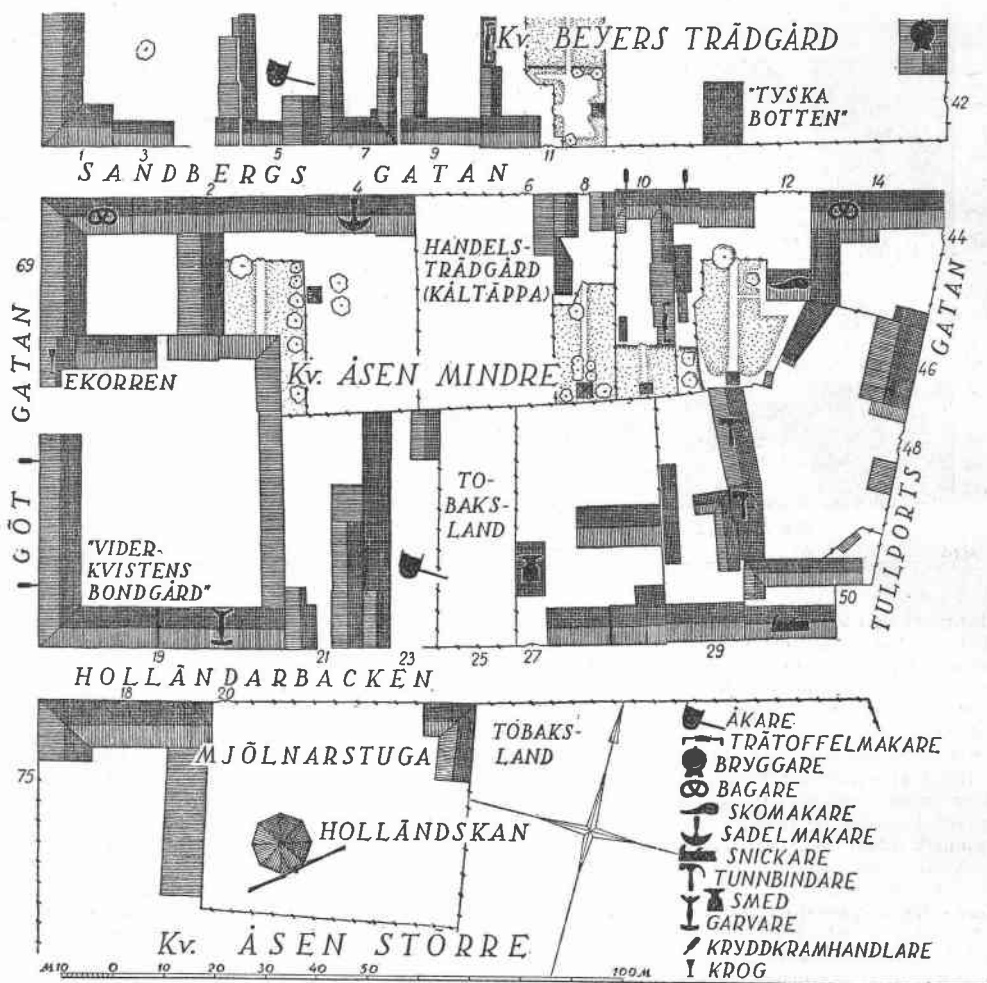 Kv. BEYERS TRÄDGÅRD
"TYSKA
BOTTEN"
42
1 3 5 7 9 11
SANDBERGS GATAN
2 4 6 8 10 12 14
69
HANDELS-
TRÄDGÅRD
(KÅLTÄPPA)
44
EKORREN
Kv. ÅSEN MINDRE
46
GÖT GATAN
48
TO-
BAKS-
LAND
"VIDER-
KVISTENS
BONDGÅRD"
TULLPORTS GATAN
50
19 21 23 25 27 29
HOLLÄNDARBACKEN
18 20
MJÖLNARSTUGA
TOBAKS-
LAND
75
HOLLÄNDSKAN
Kv. ÅSEN STÖRRE
M10 0 10 20 30 40 50 100M
ÅKARE
TRÄTOFFELMAKARE
BRYGGARE
BAGARE
SKOMAKARE
SADELMAKARE
SNICKARE
TUNNBINDARE
SMED
GARVARE
KRYDDKRAMHANDLARE
KROG